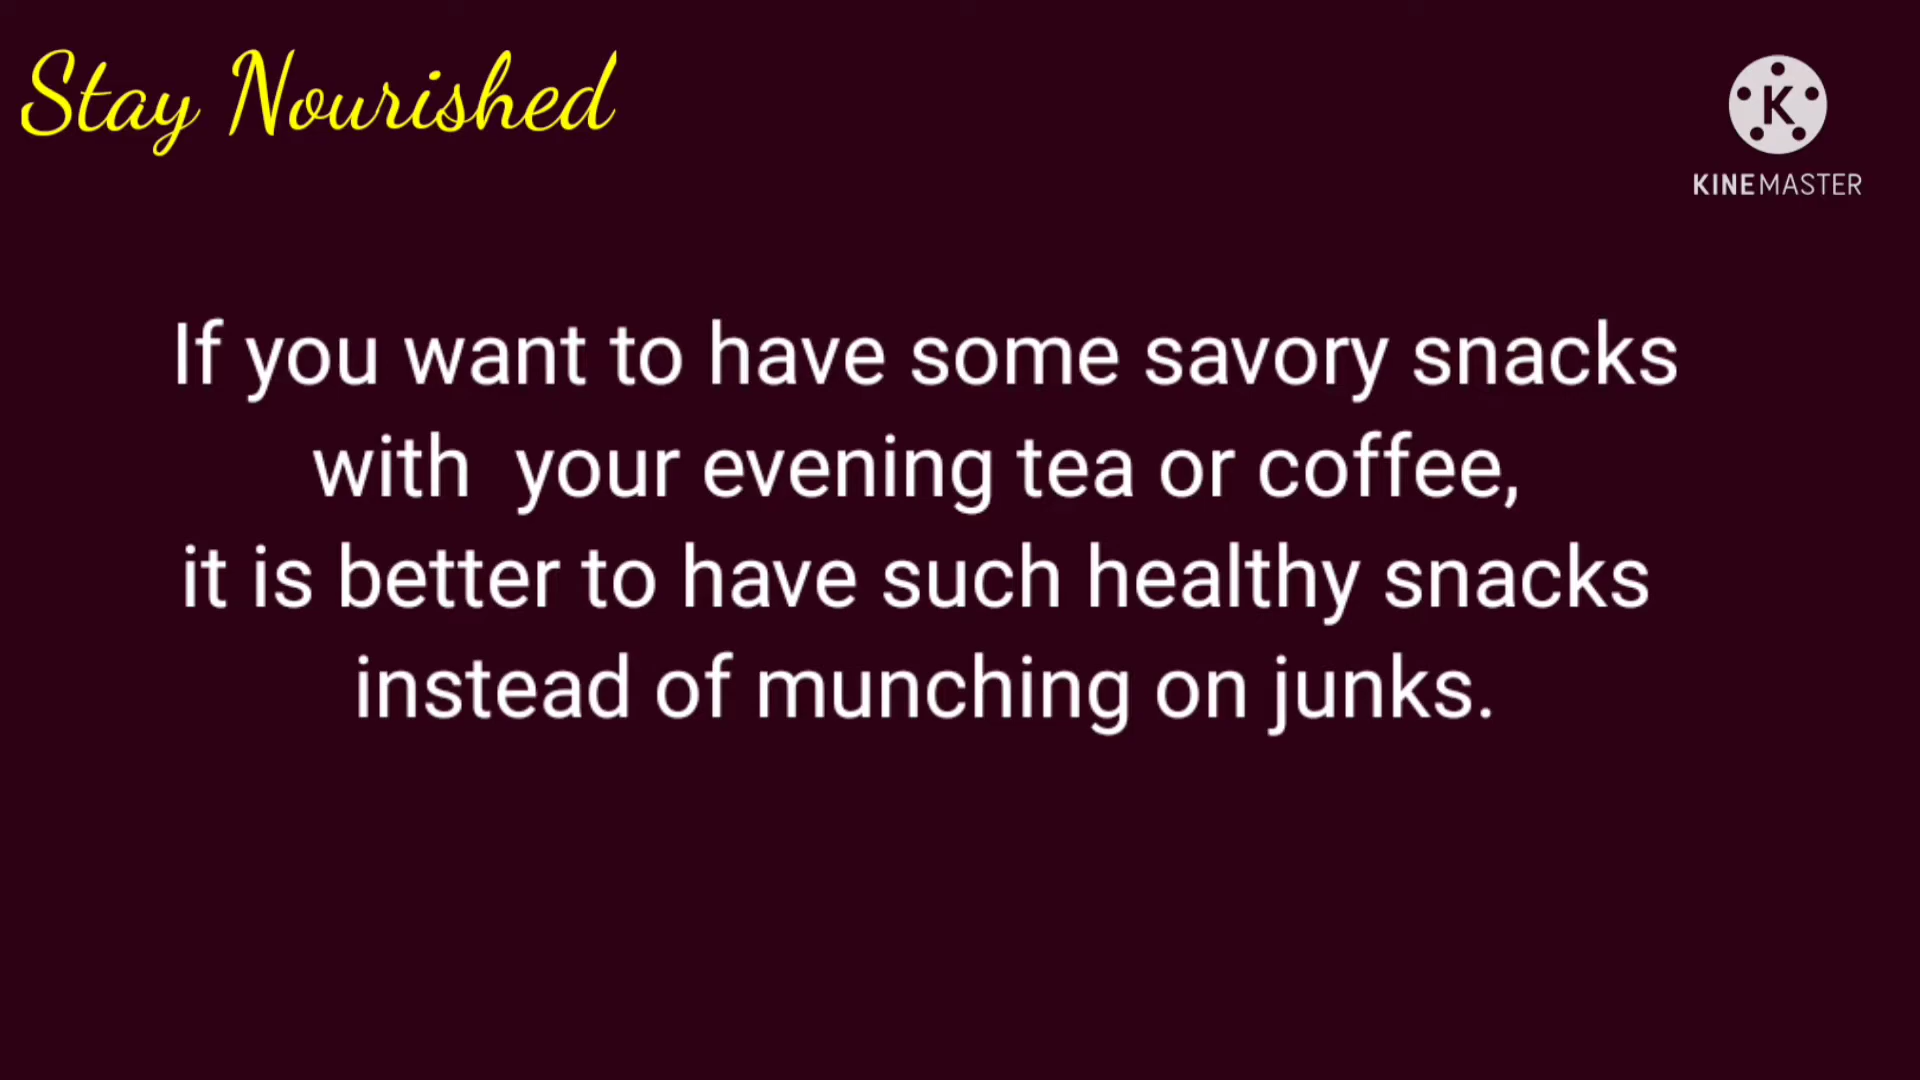 Stay Nourished
K
KINEMASTER
If you want to have some savory snacks
with  your evening tea or coffee,
it is better to have such healthy snacks
instead of munching on junks.